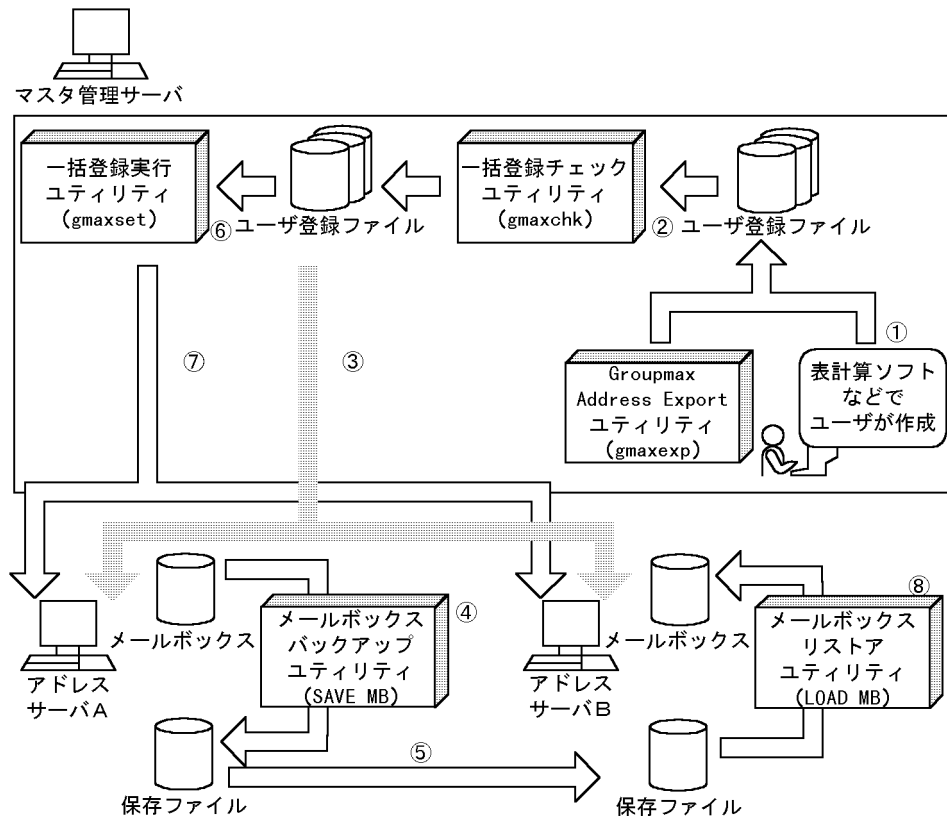 マスタ管理サーバ
一括登録実行
ユティリティ
(gmaxset)
⑥
ユーザ登録ファイル
一括登録チェック
ユティリティ
(gmaxchk)
②
ユーザ登録ファイル
⑦
③
①
Groupmax
Address Export
ユティリティ
(gmaxexp)
表計算ソフト
などで
ユーザが作成
アドレス
サーバA
メールボックス
メールボックス
バックアップ
ユティリティ
(SAVE MB)
④
アドレス
サーバB
メールボックス
メールボックス
リストア
ユティリティ
(LOAD MB)
⑧
保存ファイル
⑤
保存ファイル